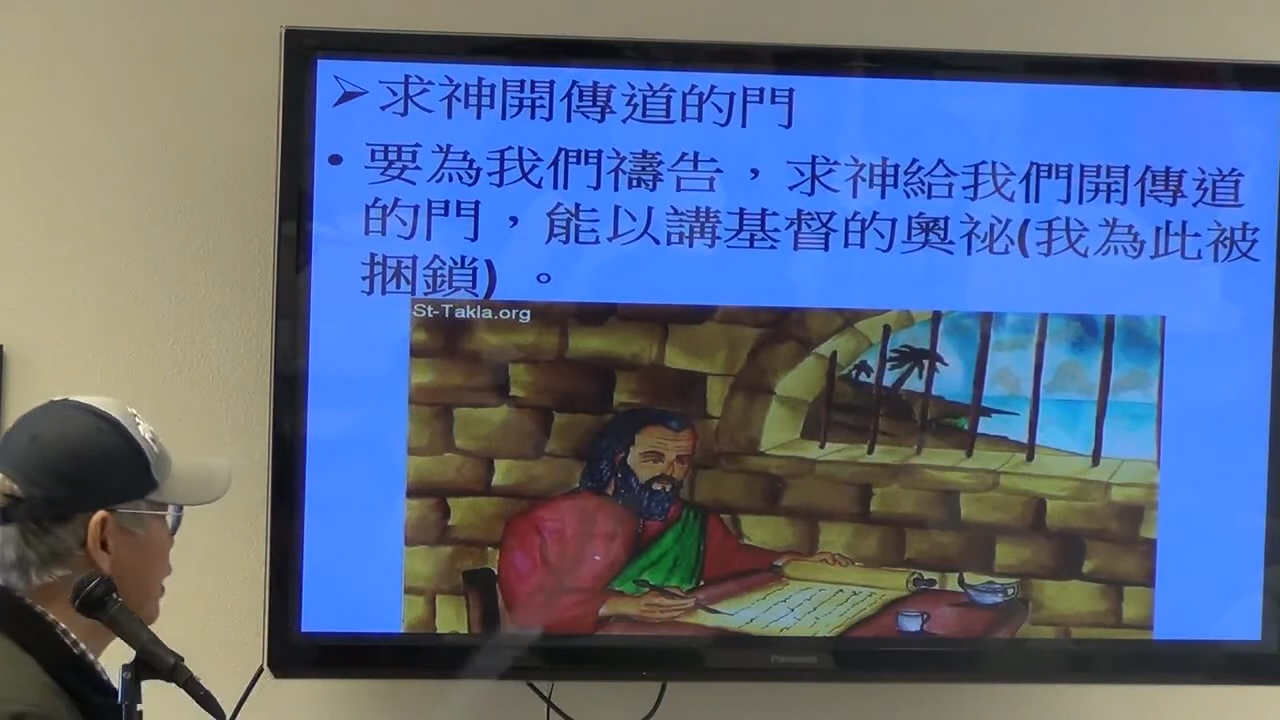 ➢求神開傳道的門
• 要為我們禱告，求神給我們開傳道
的門，能以講基督的奧祕(我為此被
捆鎖) 。
St-Takla.org
Panasonic